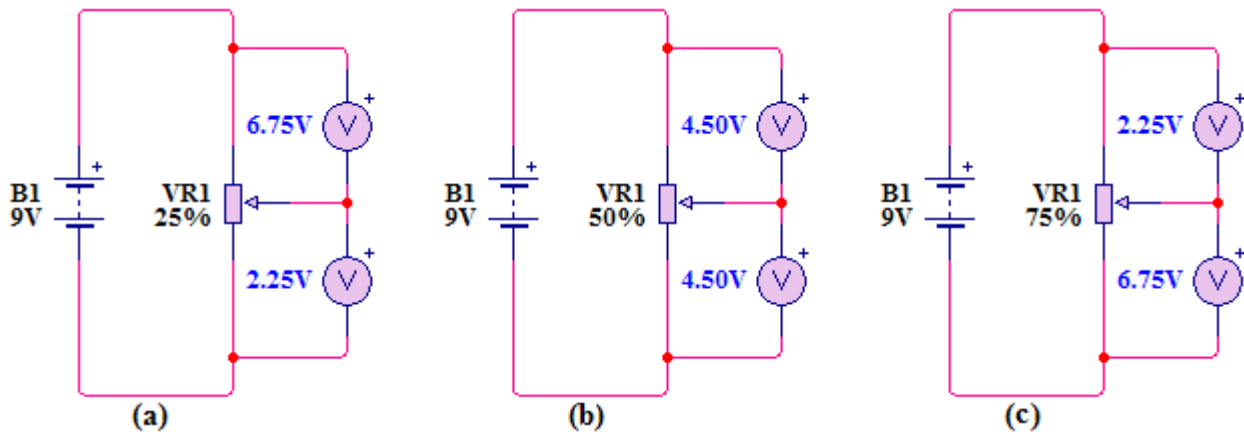 +
6.75V
+
B1
9V
VR1
25%
+
2.25V
V
V
(a)
+
4.50V
+
B1
9V
VR1
50%
+
4.50V
V
V
(b)
+
2.25V
+
B1
9V
VR1
75%
+
6.75V
V
V
(c)